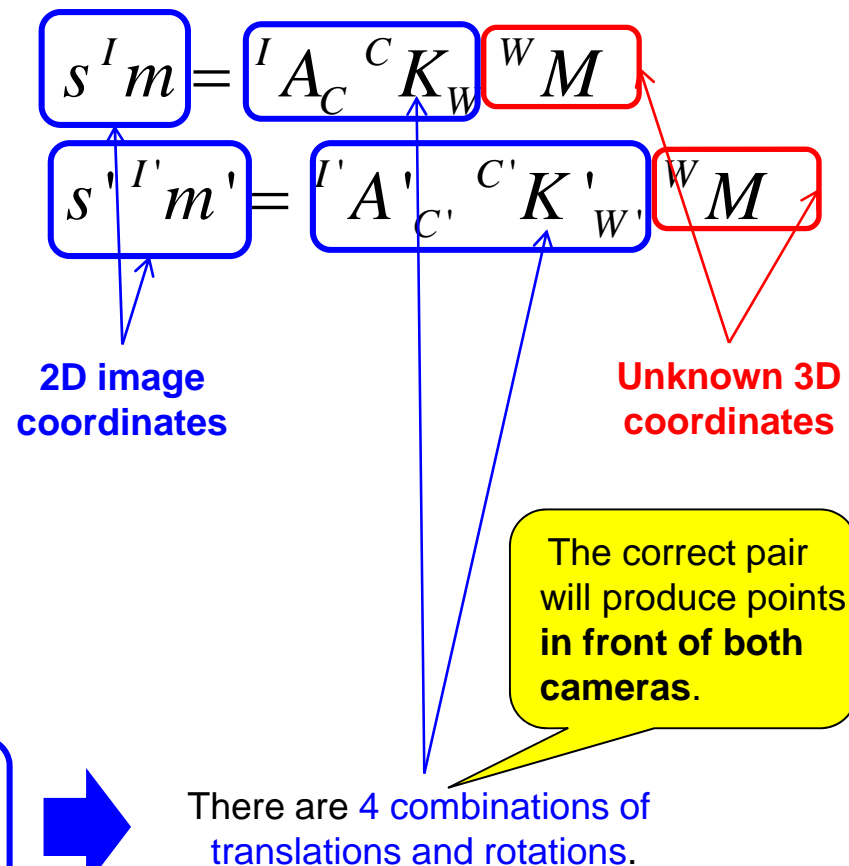 s ^I m = ^I A_C ^C K_W ^W M
s' ^I' m' = ^I' A'_C' ^C' K'_W' ^W M
2D image
coordinates
Unknown 3D
coordinates
The correct pair
will produce points
in front of both
cameras.
There are 4 combinations of
translations and rotations.